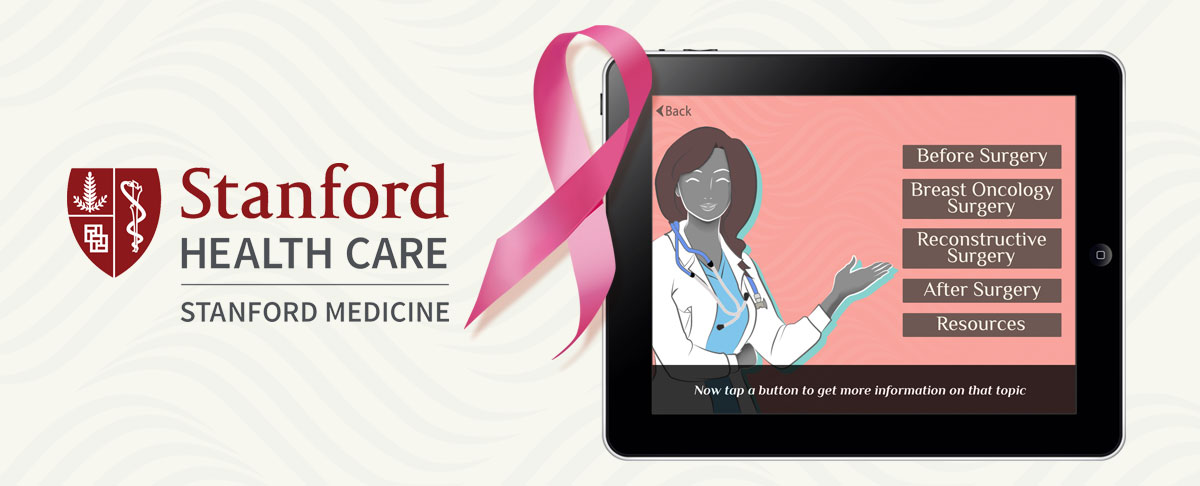 Stanford
HEALTH CARE
STANFORD MEDICINE
Back
Before Surgery
Breast Oncology
Surgery
Reconstructive
Surgery
After Surgery
Resources
Now tap a button to get more information on that topic